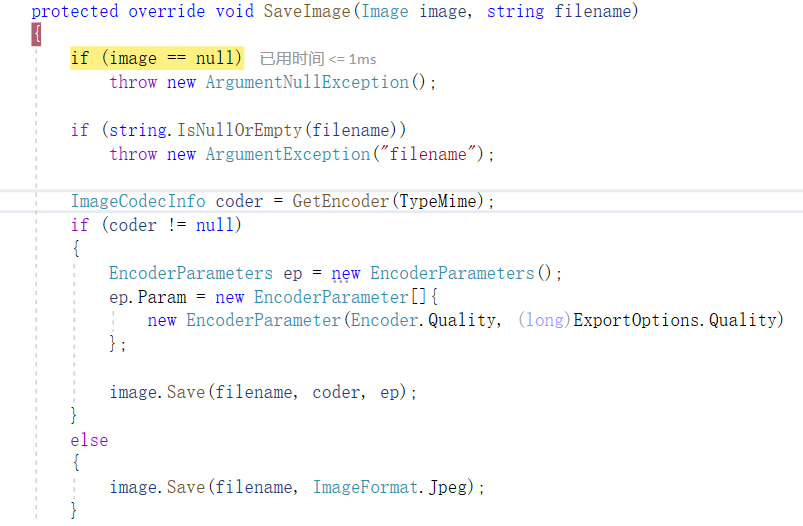 protected override void SaveImage(Image image, string filename)
{
if (image == null) 已用时间 <= 1ms
throw new ArgumentNullException();
if (string.IsNullOrEmpty(filename))
throw new ArgumentException("filename");
ImageCodecInfo coder = GetEncoder(TypeMime);
if (coder != null)
{
EncoderParameters ep = new EncoderParameters();
ep.Param = new EncoderParameter[]{
new EncoderParameter(Encoder.Quality, (long)ExportOptions.Quality)
};
image.Save(filename, coder, ep);
}
else
{
image.Save(filename, ImageFormat.Jpeg);
}